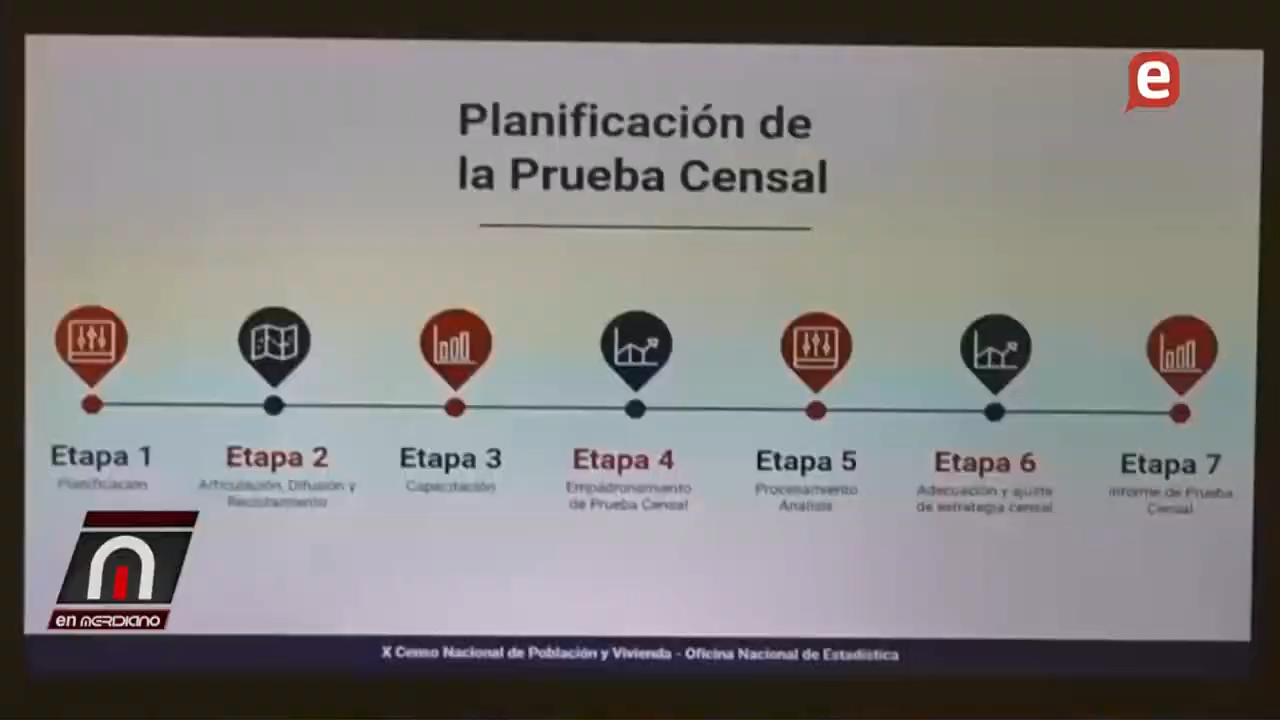 e
Planificación de
la Prueba Censal
Etapa 1
Planificación
Etapa 2
Articulación, Difusión y
Reclutamiento
Etapa 3
Capacitación
Etapa 4
Empadronamiento
de Prueba Censal
Etapa 5
Procesamiento
Análisis
Etapa 6
Adecuación y ajuste
de estrategia censal
Etapa 7
Informe de Prueba
Censal
en MERDIANO
X Censo Nacional de Población y Vivienda - Oficina Nacional de Estadística